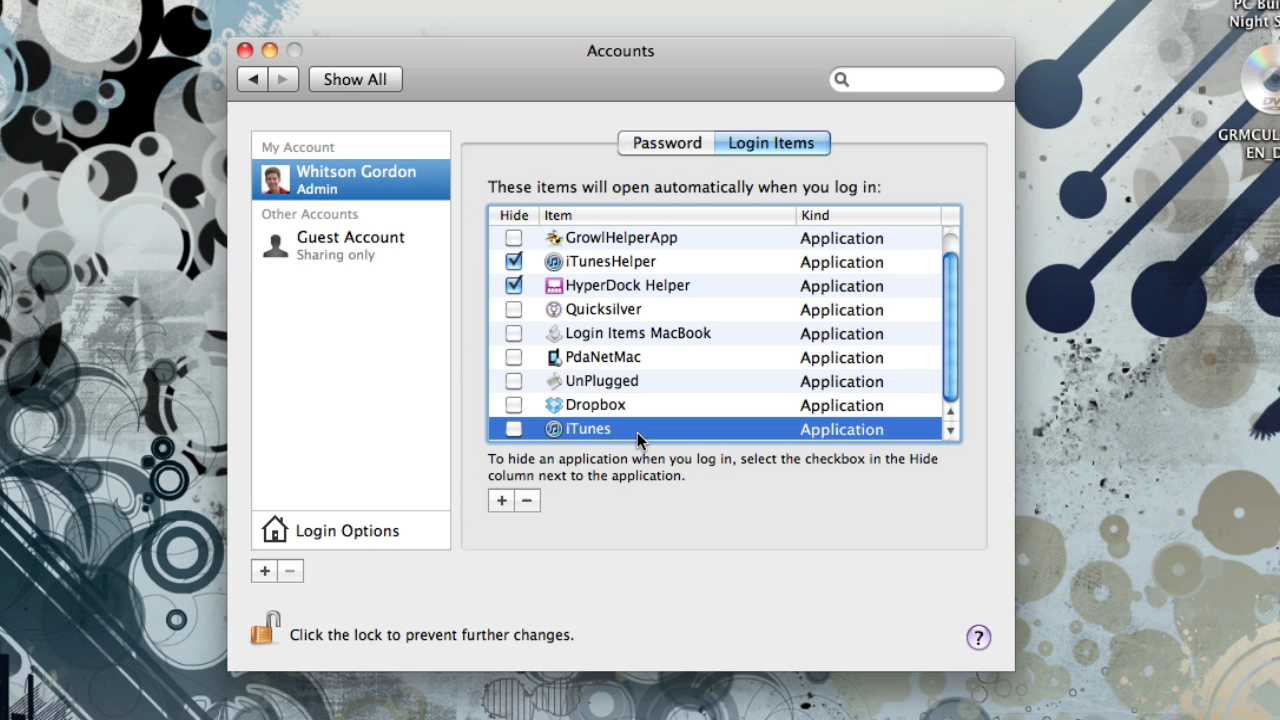 PC Bui
Night S
Accounts
Show All
GRMCUL
EN_D
My Account
Whitson Gordon
Admin
Other Accounts
Guest Account
Sharing only
Login Options
Password Login Items
These items will open automatically when you log in:
Hide Item Kind
GrowlHelperApp Application
iTunesHelper Application
HyperDock Helper Application
Quicksilver Application
Login Items MacBook Application
PdaNetMac Application
UnPlugged Application
Dropbox Application
iTunes Application
To hide an application when you log in, select the checkbox in the Hide
column next to the application.
+ −
+ −
Click the lock to prevent further changes.
?